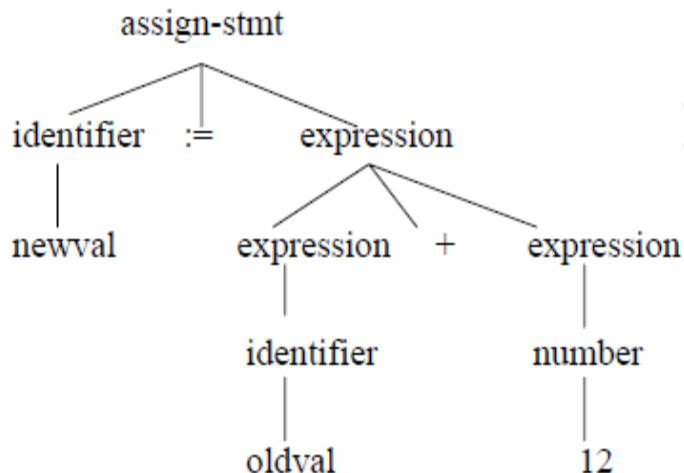 assign-stmt
identifier := expression
newval expression + expression
identifier number
oldval 12